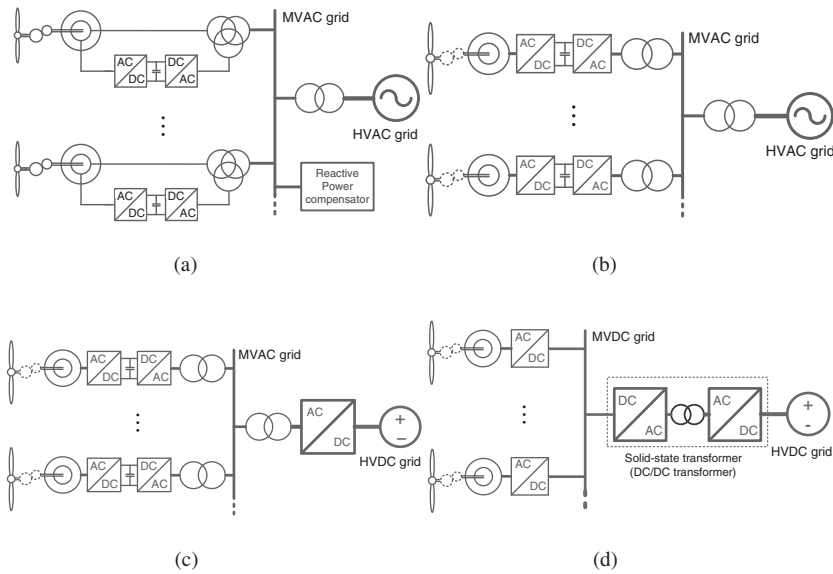 MVAC grid
AC
DC
DC
AC
HVAC grid
AC
DC
DC
AC
Reactive
Power
compensator
(a)
MVAC grid
AC
DC
DC
AC
HVAC grid
AC
DC
DC
AC
(b)
MVAC grid
AC
DC
DC
AC
AC
DC
+
–
HVDC grid
AC
DC
DC
AC
(c)
MVDC grid
AC
DC
DC
AC
AC
DC
+
-
HVDC grid
Solid-state transformer
(DC/DC transformer)
AC
DC
(d)